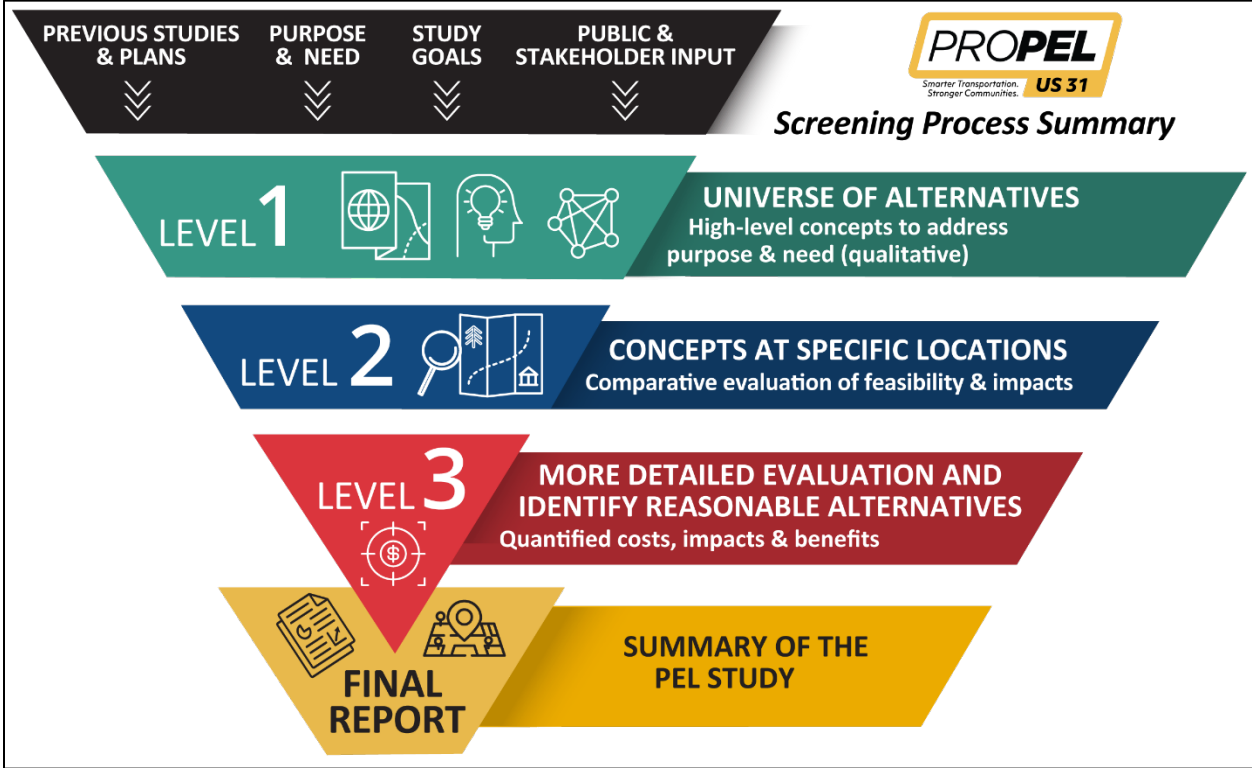 PREVIOUS STUDIES
& PLANS
PURPOSE
& NEED
STUDY
GOALS
PUBLIC &
STAKEHOLDER INPUT
PROPEL
Smarter Transportation.
Stronger Communities.
US 31
Screening Process Summary
LEVEL 1
UNIVERSE OF ALTERNATIVES
High-level concepts to address
purpose & need (qualitative)
LEVEL 2
CONCEPTS AT SPECIFIC LOCATIONS
Comparative evaluation of feasibility & impacts
LEVEL 3
$
MORE DETAILED EVALUATION AND
IDENTIFY REASONABLE ALTERNATIVES
Quantified costs, impacts & benefits
FINAL
REPORT
SUMMARY OF THE
PEL STUDY